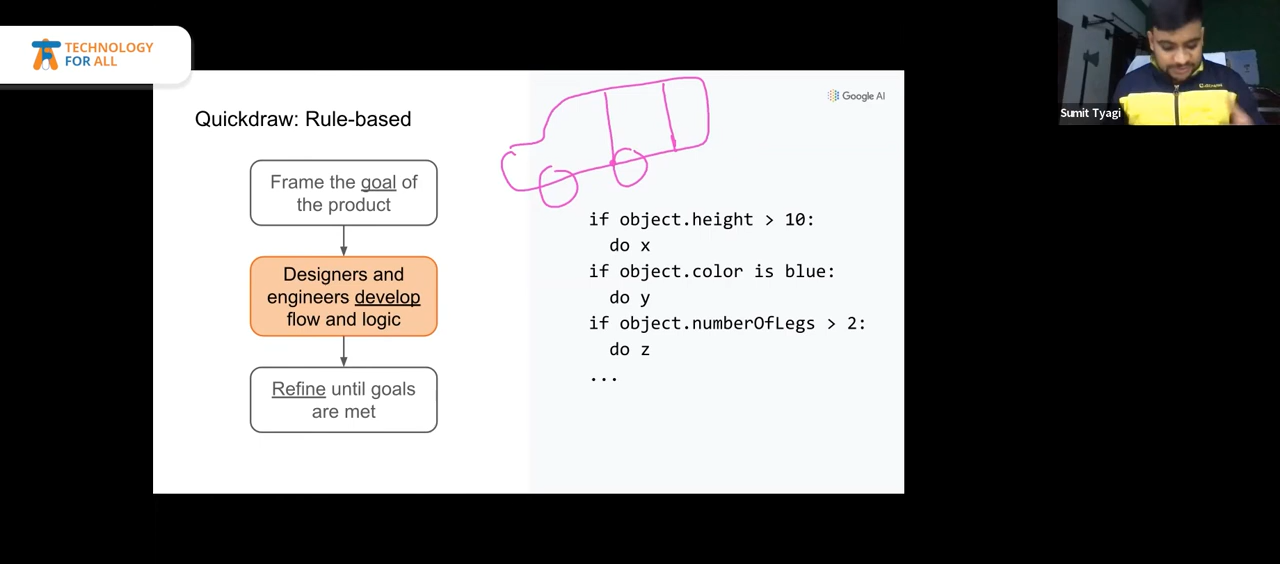 TECHNOLOGY
FOR ALL
Sumit Tyagi
Google AI
Quickdraw: Rule-based
Frame the goal of
the product
Designers and
engineers develop
flow and logic
Refine until goals
are met
if object.height > 10:
do x
if object.color is blue:
do y
if object.numberOfLegs > 2:
do z
...